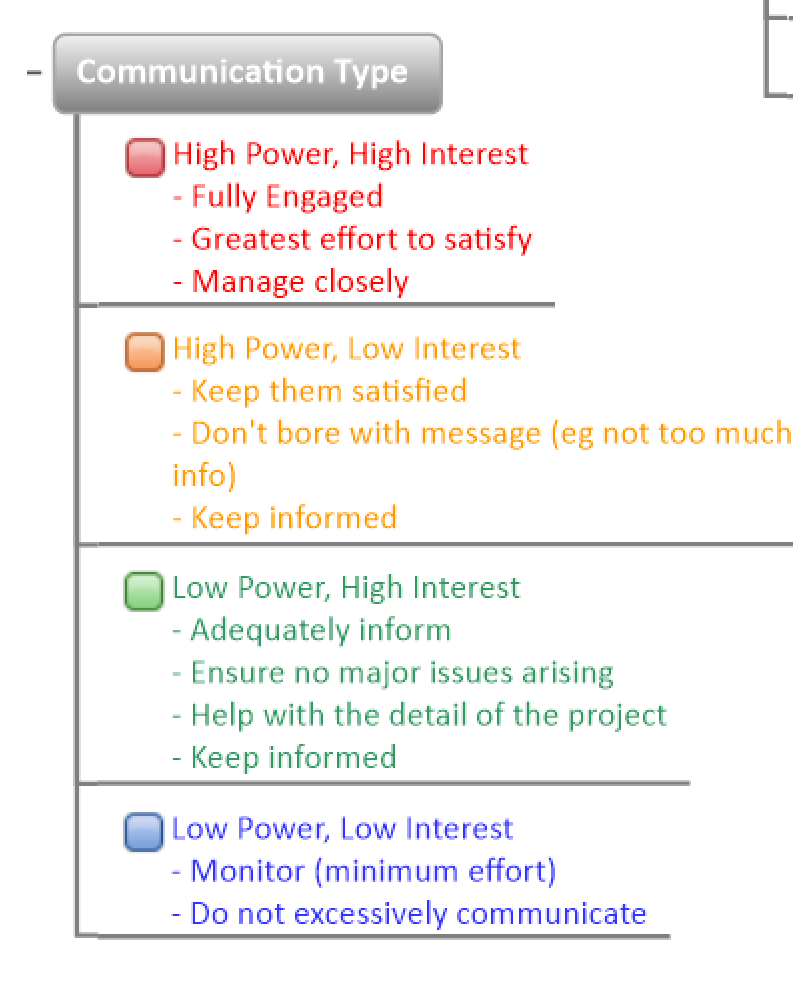 Communication Type
High Power, High Interest
- Fully Engaged
- Greatest effort to satisfy
- Manage closely
High Power, Low Interest
- Keep them satisfied
- Don't bore with message (eg not too much
info)
- Keep informed
Low Power, High Interest
- Adequately inform
- Ensure no major issues arising
- Help with the detail of the project
- Keep informed
Low Power, Low Interest
- Monitor (minimum effort)
- Do not excessively communicate